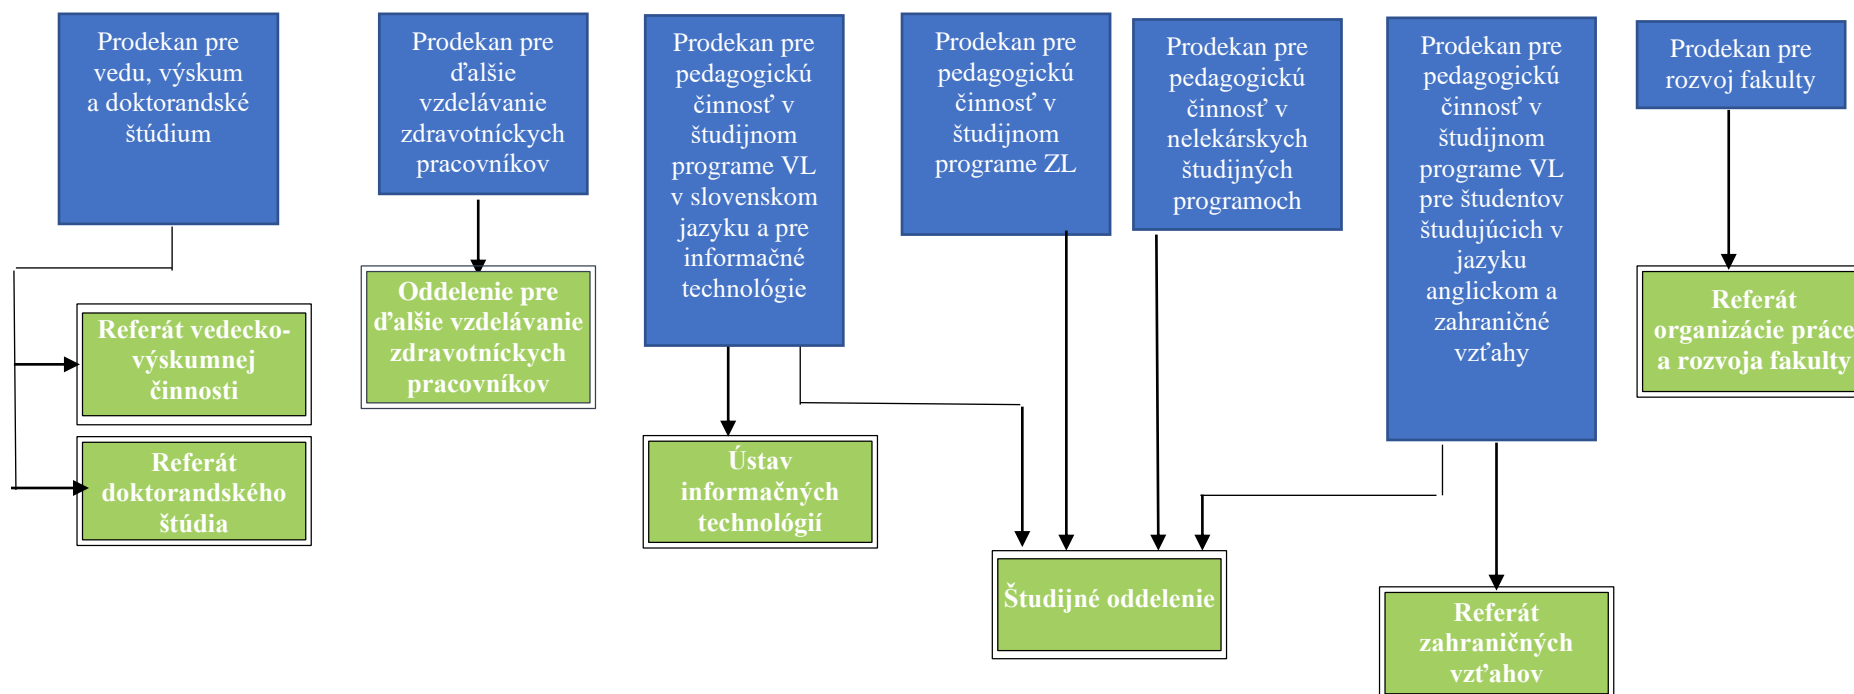 Prodekan pre
vedu, výskum
a doktorandské
štúdium
Prodekan pre
ďalšie
vzdelávanie
zdravotníckych
pracovníkov
Prodekan pre
pedagogickú
činnosť v
študijnom
programe VL
v slovenskom
jazyku a pre
informačné
technológie
Prodekan pre
pedagogickú
činnosť v
študijnom
programe ZL
Prodekan pre
pedagogickú
činnosť v
nelekárskych
študijných
programoch
Prodekan pre
pedagogickú
činnosť v
študijnom
programe VL
pre študentov
študujúcich v
jazyku
anglickom a
zahraničné
vzťahy
Prodekan pre
rozvoj fakulty
Referát vedecko-
výskumnej
činnosti
Referát
doktorandského
štúdia
Oddelenie pre
ďalšie vzdelávanie
zdravotníckych
pracovníkov
Ústav
informačných
technológií
Študijné oddelenie
Referát
zahraničných
vzťahov
Referát
organizácie práce
a rozvoja fakulty